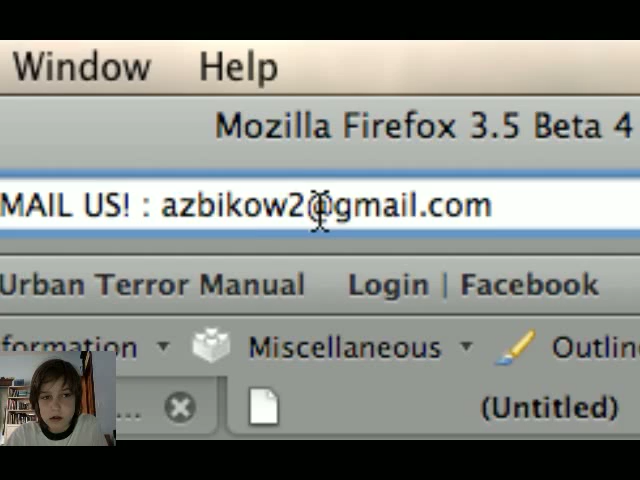 Window Help
Mozilla Firefox 3.5 Beta 4
MAIL US! : azbikow2@gmail.com
Urban Terror Manual Login | Facebook
formation Miscellaneous Outlin
... (Untitled)